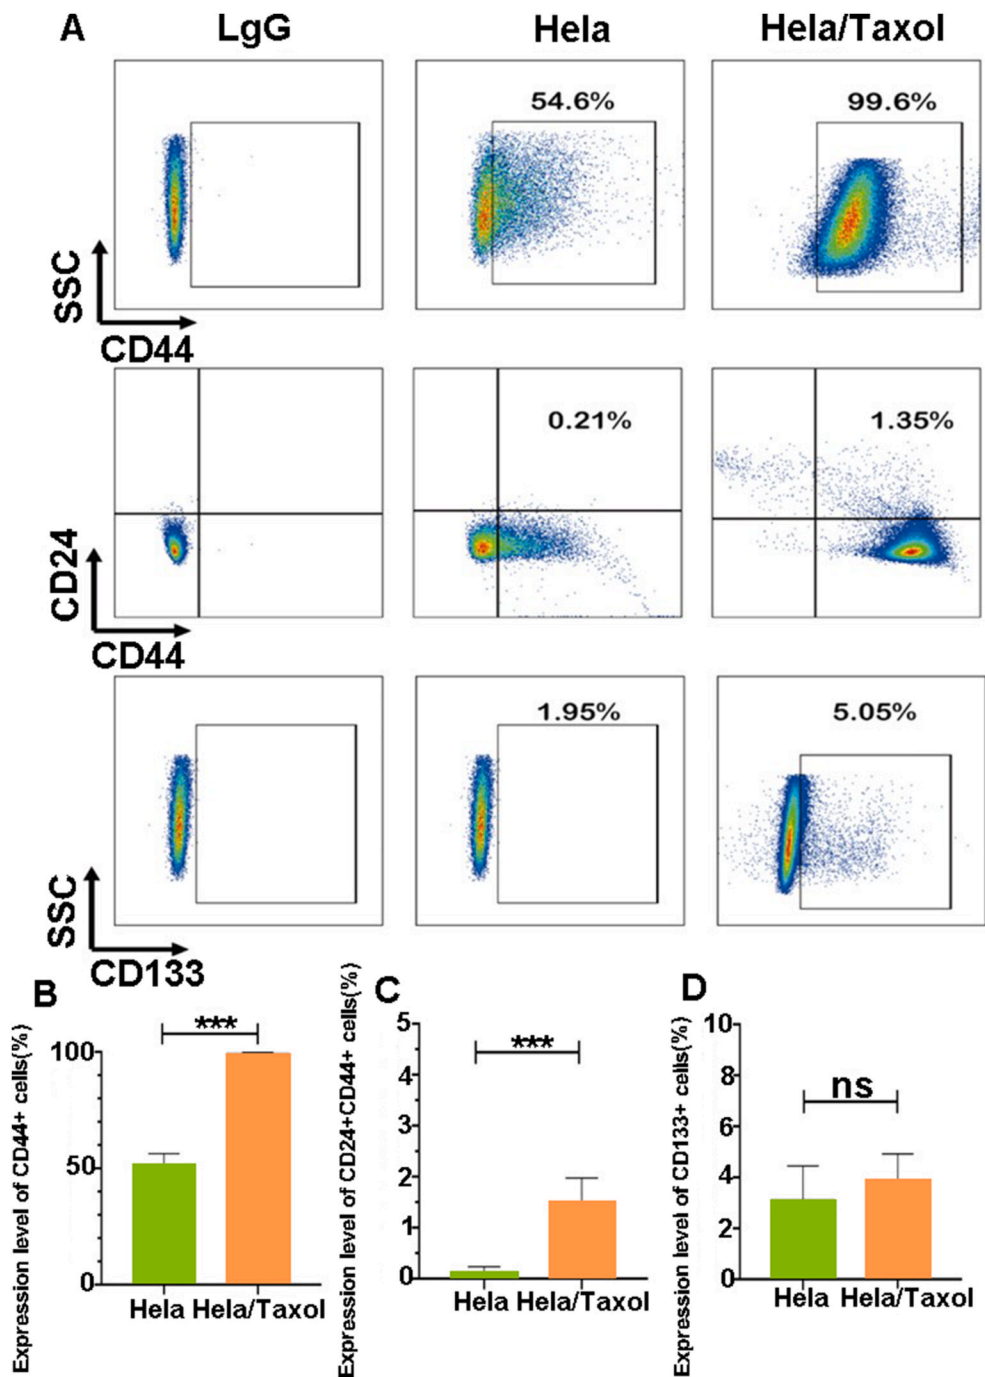 A
LgG
Hela
Hela/Taxol
54.6%
99.6%
SSC
CD44
0.21%
1.35%
CD24
CD44
1.95%
5.05%
SSC
CD133
B
Expression level of CD44+ cells(%)
100
50
0
***
Hela
Hela/Taxol
C
Expression level of CD24+CD44+ cells(%)
5
4
3
2
1
0
***
Hela
Hela/Taxol
D
Expression level of CD133+ cells(%)
10
8
6
4
2
0
ns
Hela
Hela/Taxol